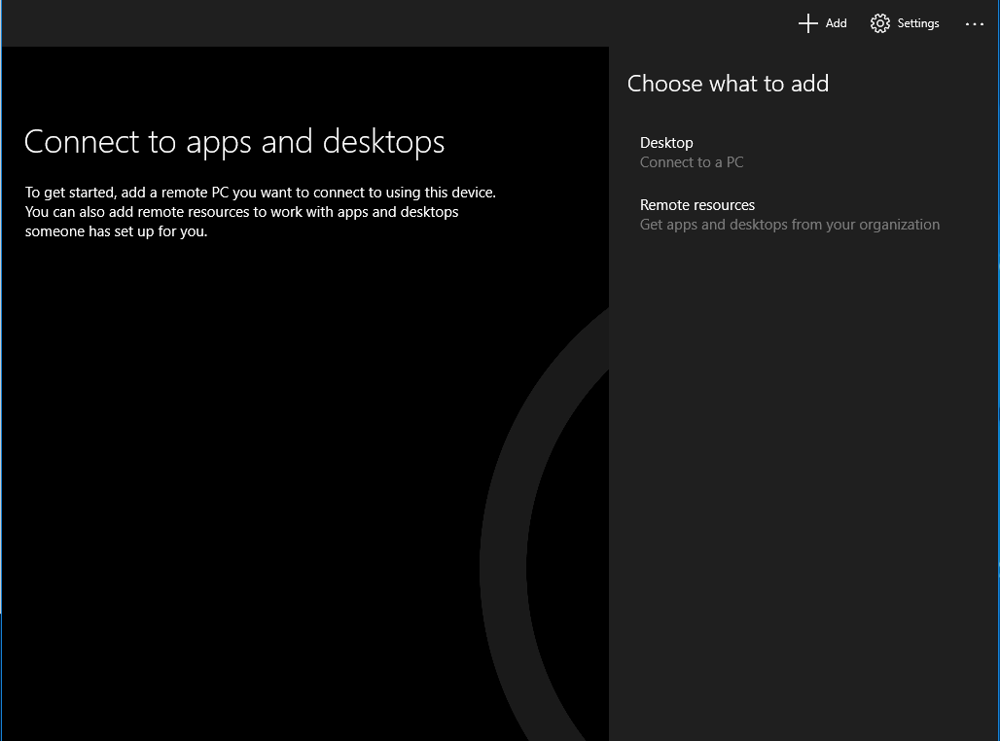 Add
Settings
Connect to apps and desktops
To get started, add a remote PC you want to connect to using this device.
You can also add remote resources to work with apps and desktops
someone has set up for you.
Choose what to add
Desktop
Connect to a PC
Remote resources
Get apps and desktops from your organization